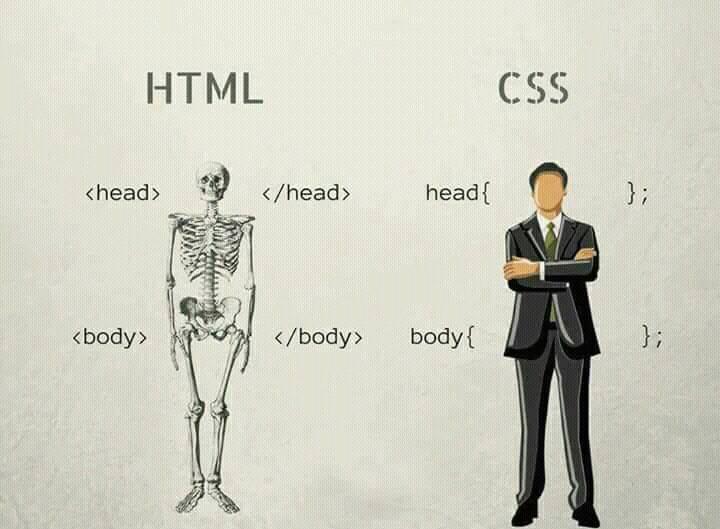 HTML
CSS
<head> </head>
head{ };
<body> </body>
body{ };